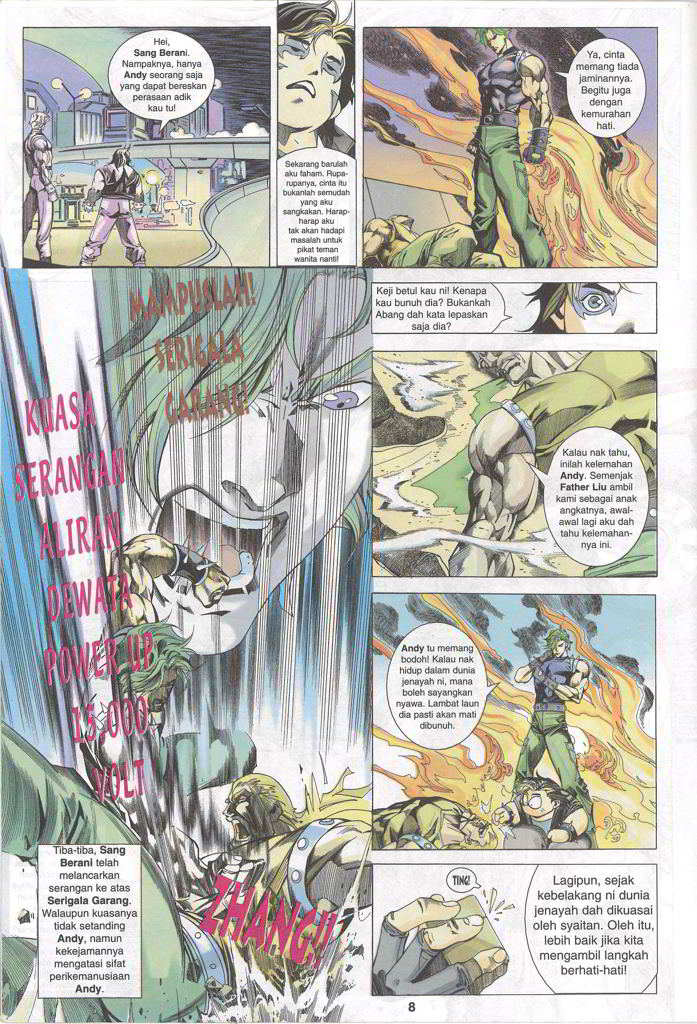 Hei,
Sang Berani.
Nampaknya, hanya
Andy seorang saja
yang dapat bereskan
perasaan adik
kau tu!
Sekarang barulah
aku faham. Rupa-
rupanya, cinta itu
bukanlah semudah
yang aku
sangkakan. Harap-
harap aku
tak akan hadapi
masalah untuk
pikat teman
wanita nanti!
Ya, cinta
memang tiada
jaminannya.
Begitu juga
dengan
kemurahan
hati.
MAMPUSLAH!
SERIGALA
GARANG!
KUASA
SERANGAN
ALIRAN
DEWATA
POWER UP
15,000
VOLT
Tiba-tiba, Sang
Berani telah
melancarkan
serangan ke atas
Serigala Garang.
Walaupun kuasanya
tidak setanding
Andy, namun
kekejamannya
mengatasi sifat
perikemanusiaan
Andy.
ZHANG!!
Keji betul kau ni! Kenapa
kau bunuh dia? Bukankah
Abang dah kata lepaskan
saja dia?
Kalau nak tahu,
inilah kelemahan
Andy. Semenjak
Father Liu ambil
kami sebagai anak
angkatnya, awal-
awal lagi aku dah
tahu kelemahan-
nya ini.
Andy tu memang
bodoh! Kalau nak
hidup dalam dunia
jenayah ni, mana
boleh sayangkan
nyawa. Lambat laun
dia pasti akan mati
dibunuh.
TING!
Lagipun, sejak
kebelakang ni dunia
jenayah dah dikuasai
oleh syaitan. Oleh itu,
lebih baik jika kita
mengambil langkah
berhati-hati!
8